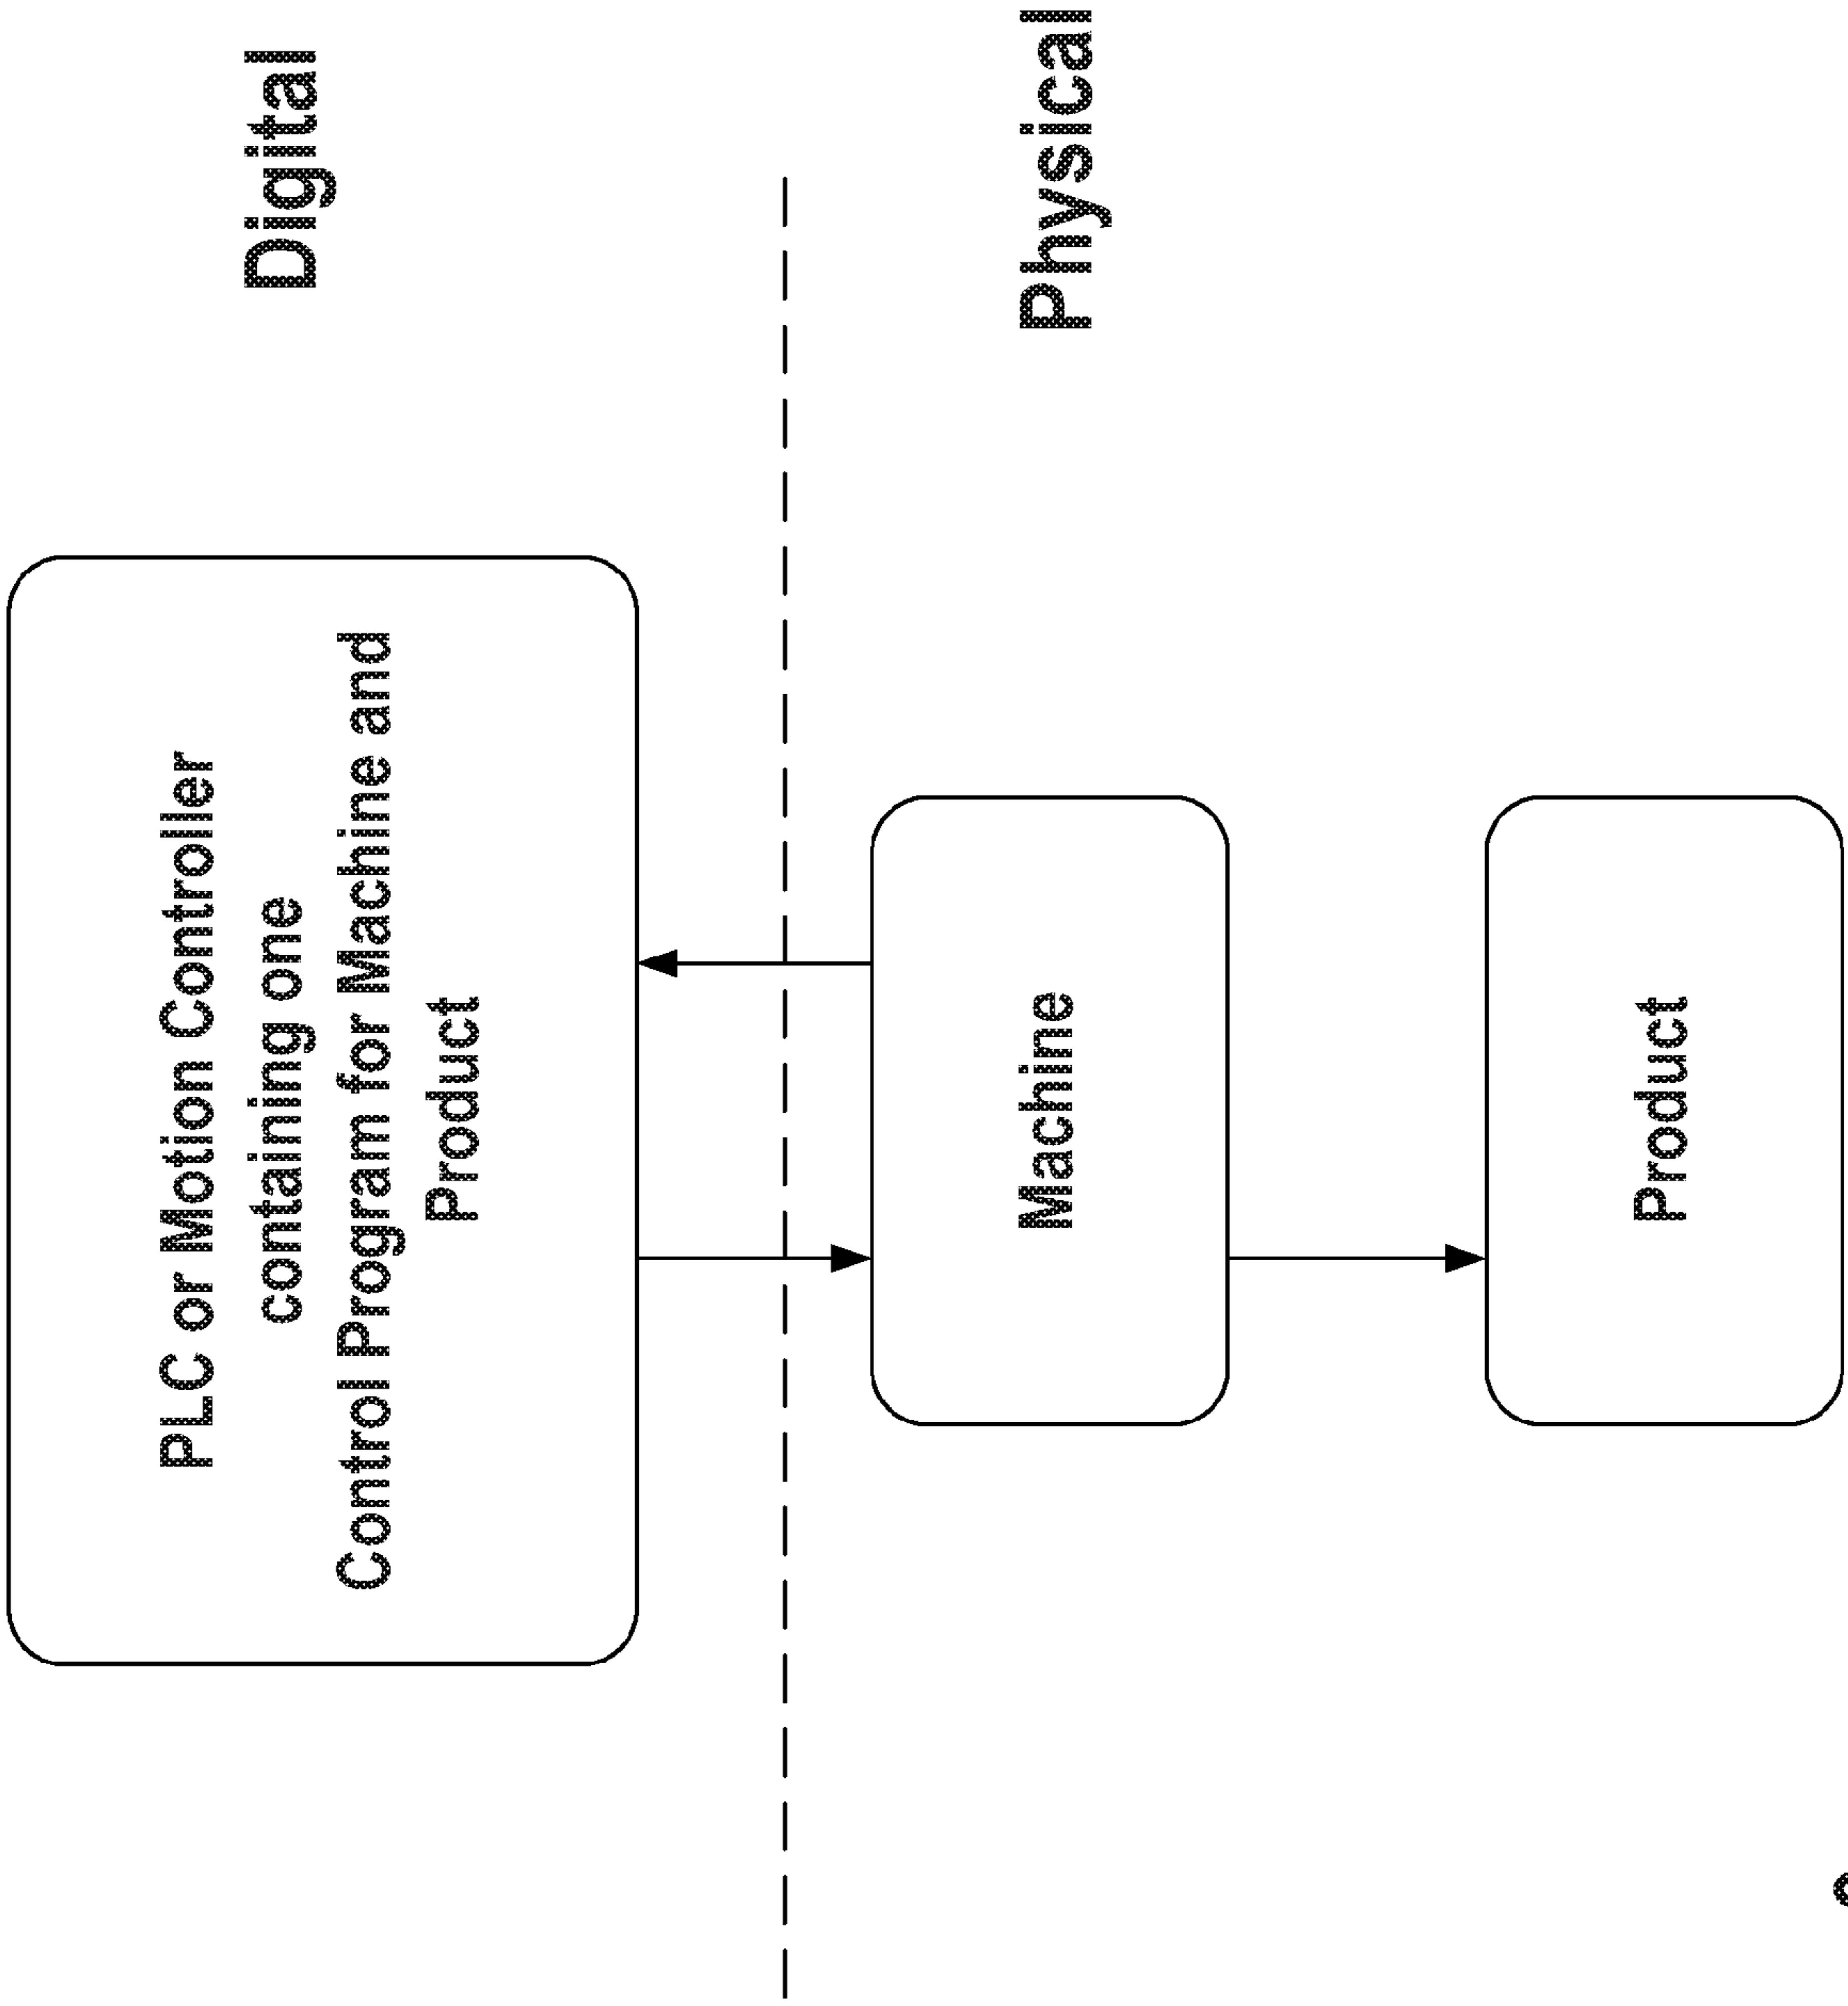 Digital
PLC or Motion Controller
containing one
Control Program for Machine and
Product
Physical
Machine
Product